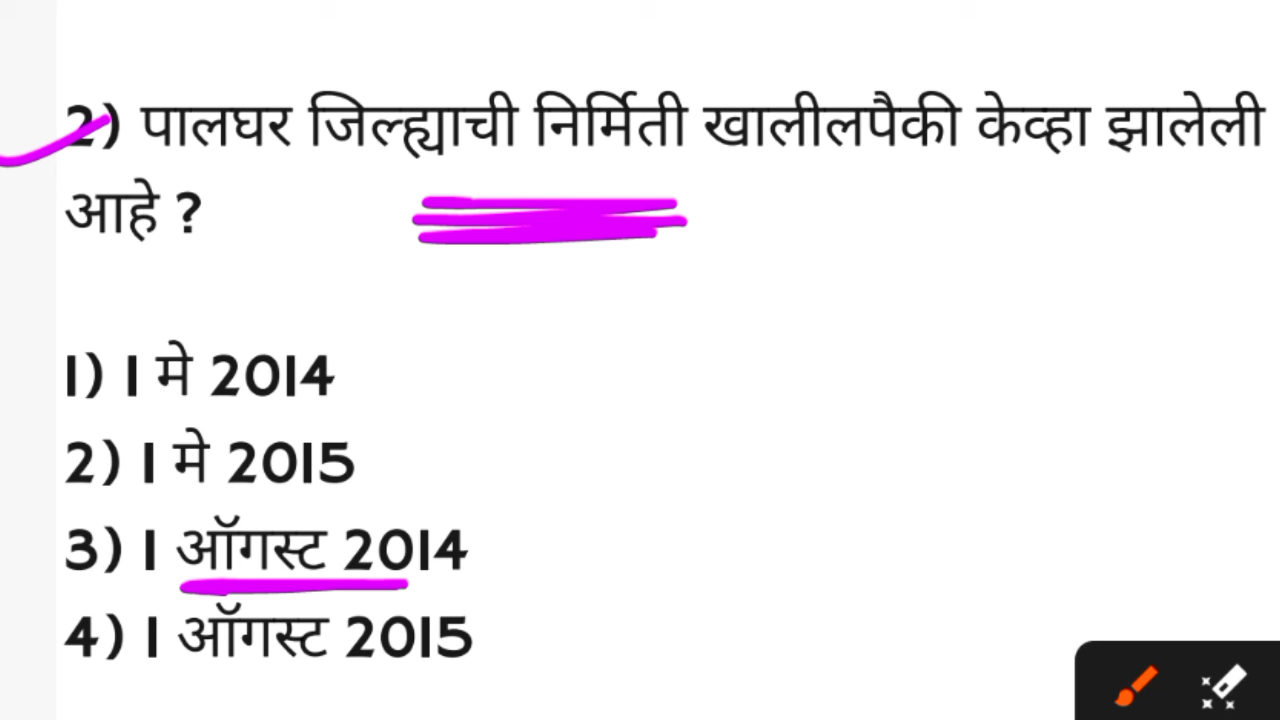 2) पालघर जिल्ह्याची निर्मिती खालीलपैकी केव्हा झालेली
आहे ?
1) 1 मे 2014
2) 1 मे 2015
3) 1 ऑगस्ट 2014
4) 1 ऑगस्ट 2015